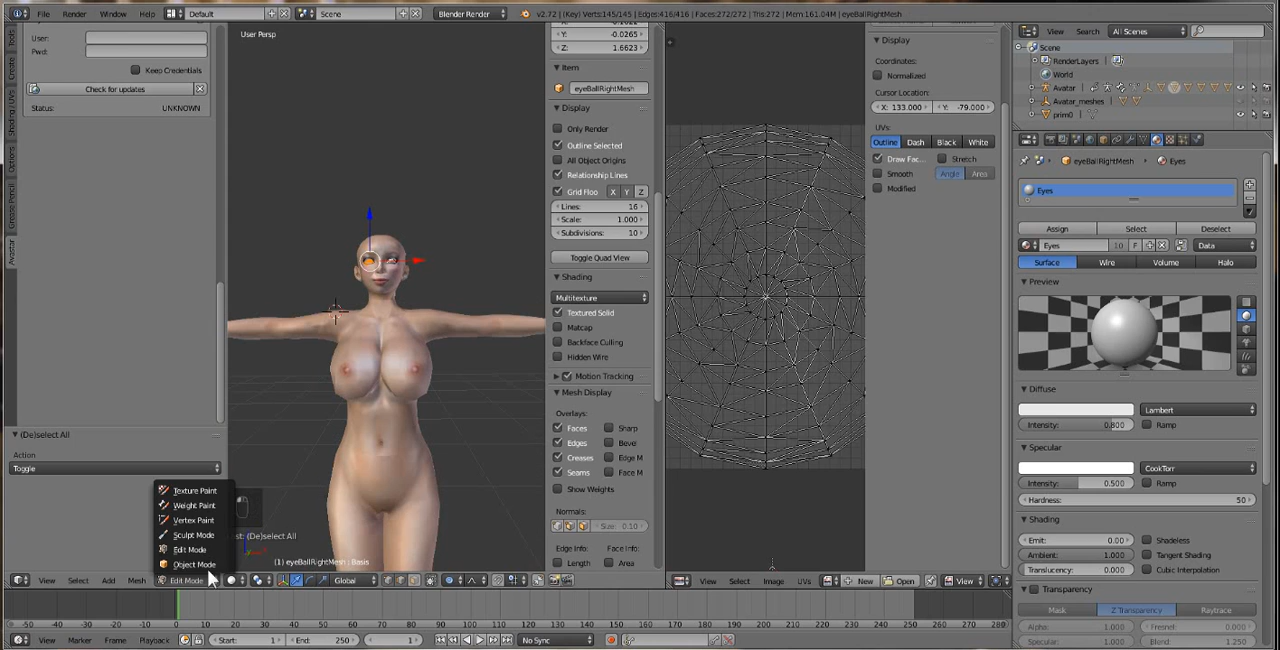 File Render Window Help Default Scene Blender Render v2.72 | (Key) Verts:145/145 | Edges:416/416 | Faces:272/272 | Tris:272 | Mem:161.04M | eyeBallRightMesh
Tools
Create
Shading/UVs
Options
Grease Pencil
Avastar
User:
Pwd:
Keep Credentials
Check for updates
Status: UNKNOWN
(De)select All
Action
Toggle
Texture Paint
Weight Paint
Vertex Paint
Sculpt Mode
Edit Mode
Object Mode
User Persp
st: (De)select All
(1) eyeBallRightMesh : Basis
View Select Add Mesh Edit Mode Global
Y: -0.0265
Z: 1.6623
Item
eyeBallRightMesh
Display
Only Render
Outline Selected
All Object Origins
Relationship Lines
Grid Floo X Y Z
Lines: 16
Scale: 1.000
Subdivisions: 10
Toggle Quad View
Shading
Multitexture
Textured Solid
Matcap
Backface Culling
Hidden Wire
Motion Tracking
Mesh Display
Overlays:
Faces Sharp
Edges Bevel
Creases Edge M
Seams Face M
Show Weights
Normals:
Size: 0.10
Edge Info: Face Info:
Length Area
Display
Coordinates:
Normalized
Cursor Location:
X: 133.000 Y: -79.000
UVs:
Outline Dash Black White
Draw Fac... Stretch
Smooth Angle Area
Modified
View Select Image UVs New Open View
View Search All Scenes
Scene
RenderLayers
World
Avatar
Avatar_meshes
prim0
eyeBallRightMesh Eyes
Eyes
Assign Select Deselect
Eyes 10 F Data
Surface Wire Volume Halo
Preview
Diffuse
Lambert
Intensity: 0.800 Ramp
Specular
CookTorr
Intensity: 0.500 Ramp
Hardness: 50
Shading
Emit: 0.00 Shadeless
Ambient: 1.000 Tangent Shading
Translucency: 0.000 Cubic Interpolation
Transparency
Mask Z Transparency Raytrace
Alpha: 1.000 Fresnel: 0.000
Specular: 1.000 Blend: 1.250
-50 -40 -30 -20 -10 0 10 20 30 40 50 60 70 80 90 100 110 120 130 140 150 160 170 180 190 200 210 220 230 240 250 260 270 280
View Marker Frame Playback Start: 1 End: 250 1 No Sync